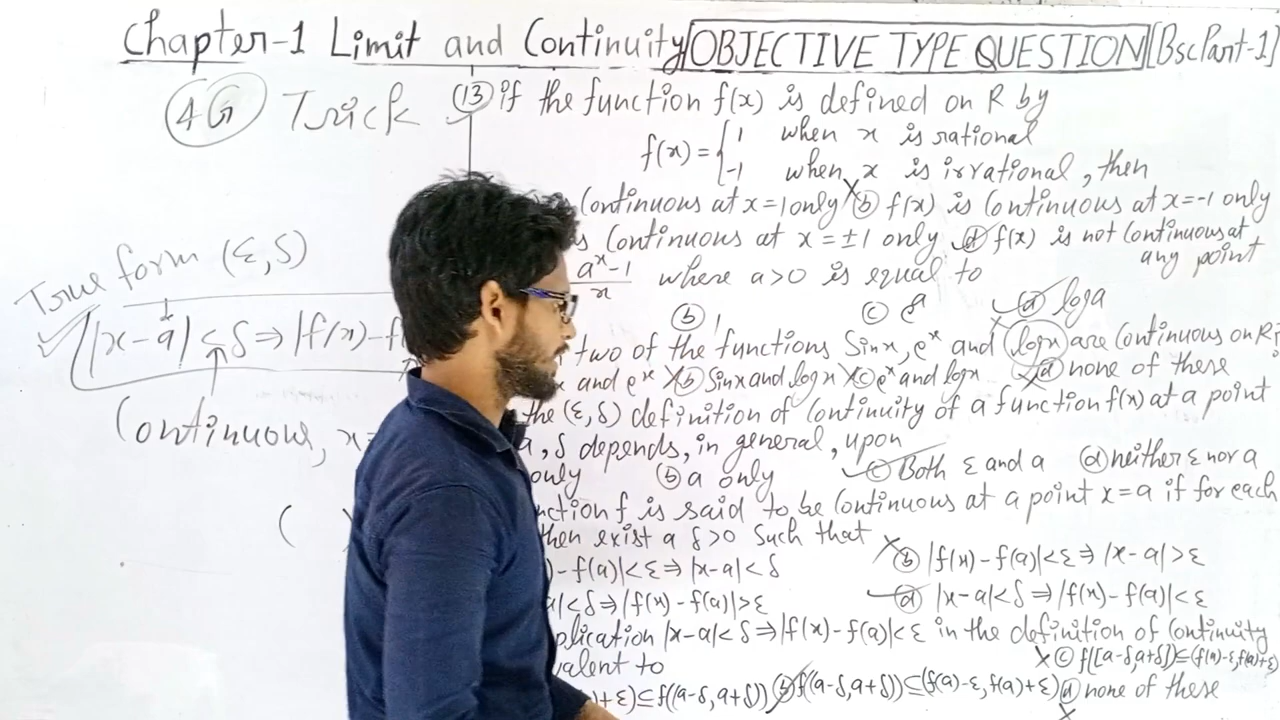 Chapter-1 Limit and Continuity OBJECTIVE TYPE QUESTION [Bsc Part-1]
4G Trick
True form (ε,δ)
|x-a| ≤ δ ⇒ |f(x)-f(
Continuous, x=
(
(13) if the function f(x) is defined on R by
f(x) = { 1 when x is rational
-1 when x is irrational, then
Continuous at x=1 only (b) f(x) is Continuous at x=-1 only
is Continuous at x=±1 only (d) f(x) is not Continuous at any point
a^x-1/x where a>0 is equal to
(b) 1 (c) (d) log a
two of the functions Sinx, e^x and logx are Continuous on R?
x and e^x (b) Sinx and logx (c) e^x and logx (d) none of these
the (ε,δ) definition of Continuity of a function f(x) at a point
a, δ depends, in general, upon
only (b) a only (c) Both ε and a (d) neither ε nor a
nction f is said to be Continuous at a point x=a if for each
then exist a δ>0 Such that
)-f(a)|<ε ⇒ |x-a|<δ (b) |f(x)-f(a)|<ε ⇒ |x-a|>ε
a|<δ ⇒ |f(x)-f(a)|>ε (d) |x-a|<δ ⇒ |f(x)-f(a)|<ε
plication |x-a|<δ ⇒ |f(x)-f(a)|<ε in the definition of Continuity
valent to (c) f([a-δ,a+δ])⊆(f(a)-ε,f(a)+ε)
)+ε)⊆f((a-δ,a+δ)) (b) f((a-δ,a+δ))⊆(f(a)-ε,f(a)+ε) (d) none of these